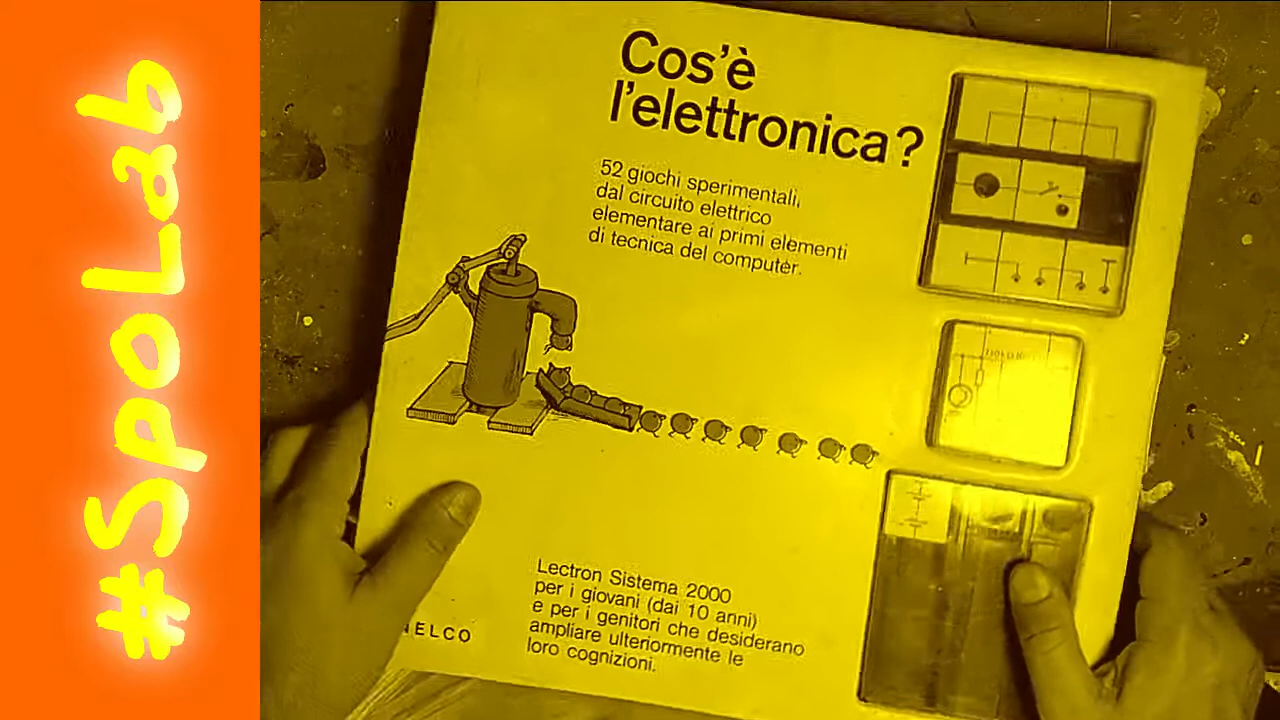 #SpoLab
Cos'è
l'elettronica?
52 giochi sperimentali,
dal circuito elettrico
elementare ai primi elementi
di tecnica del computer.
Lectron Sistema 2000
per i giovani (dai 10 anni)
e per i genitori che desiderano
ampliare ulteriormente le
loro cognizioni.